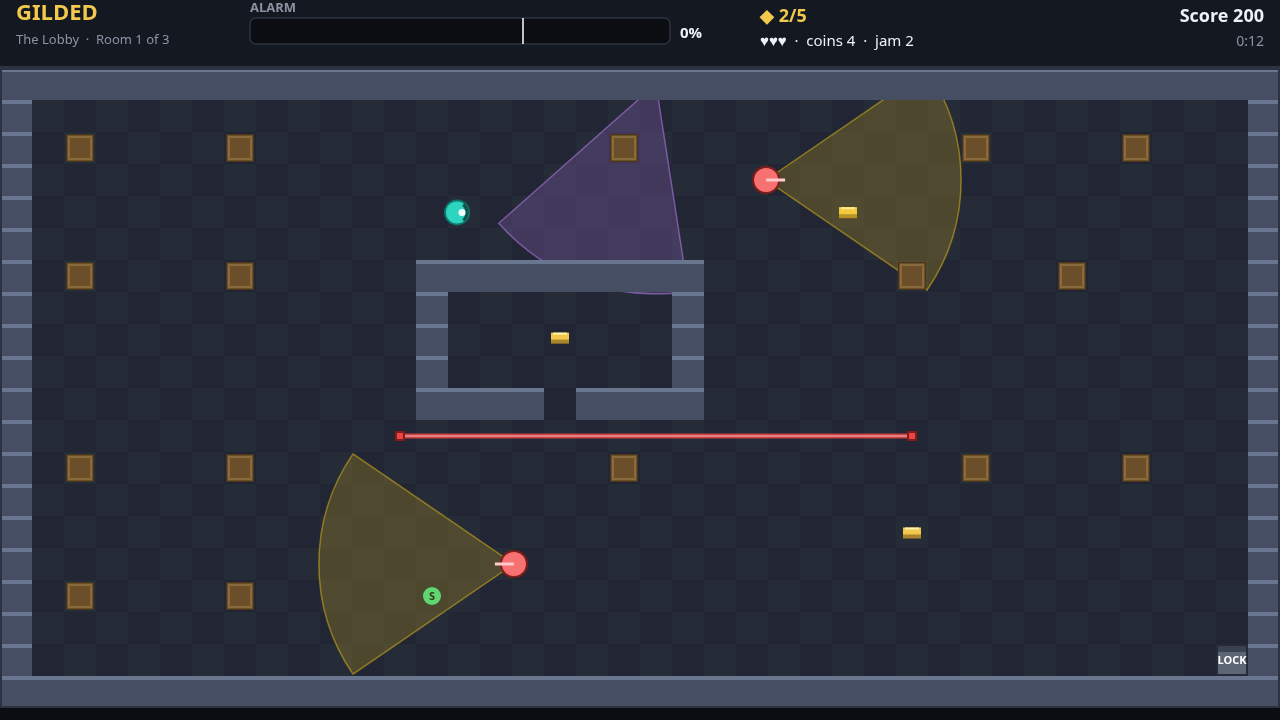 GILDED
The Lobby · Room 1 of 3
ALARM
0%
◆ 2/5
♥♥♥ · coins 4 · jam 2
Score 200
0:12
S
LOCK